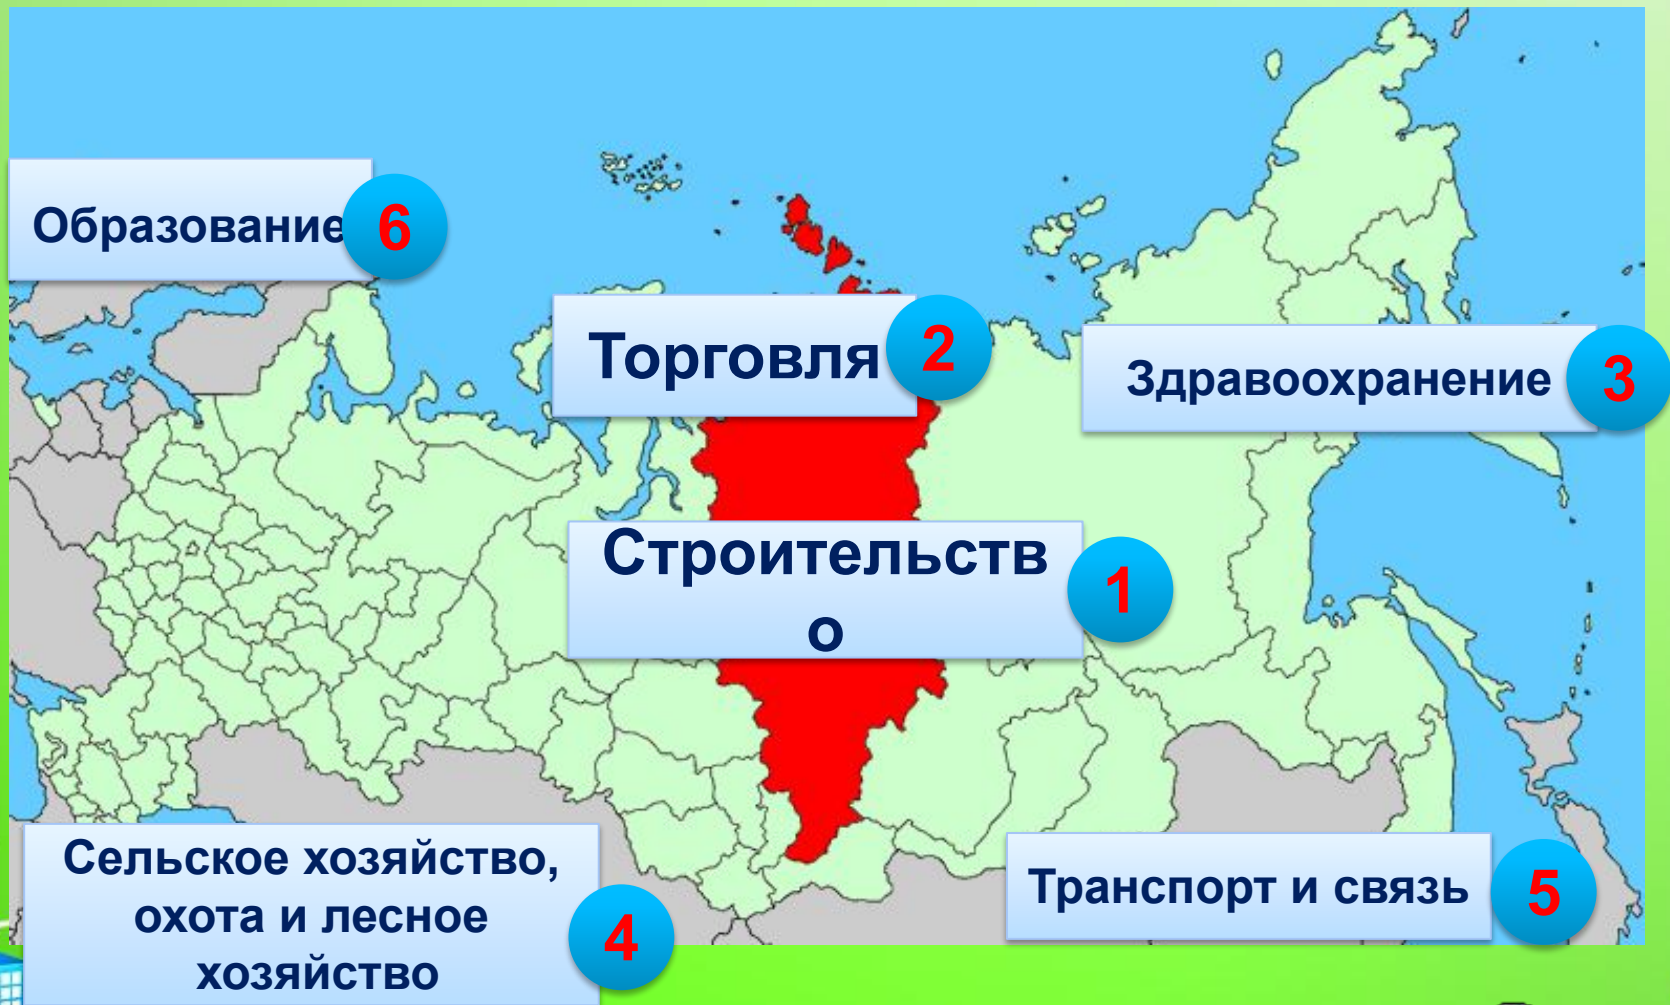 Образование
6
Торговля
2
Здравоохранение
3
Строительств
о
1
Сельское хозяйство,
охота и лесное
хозяйство
4
Транспорт и связь
5